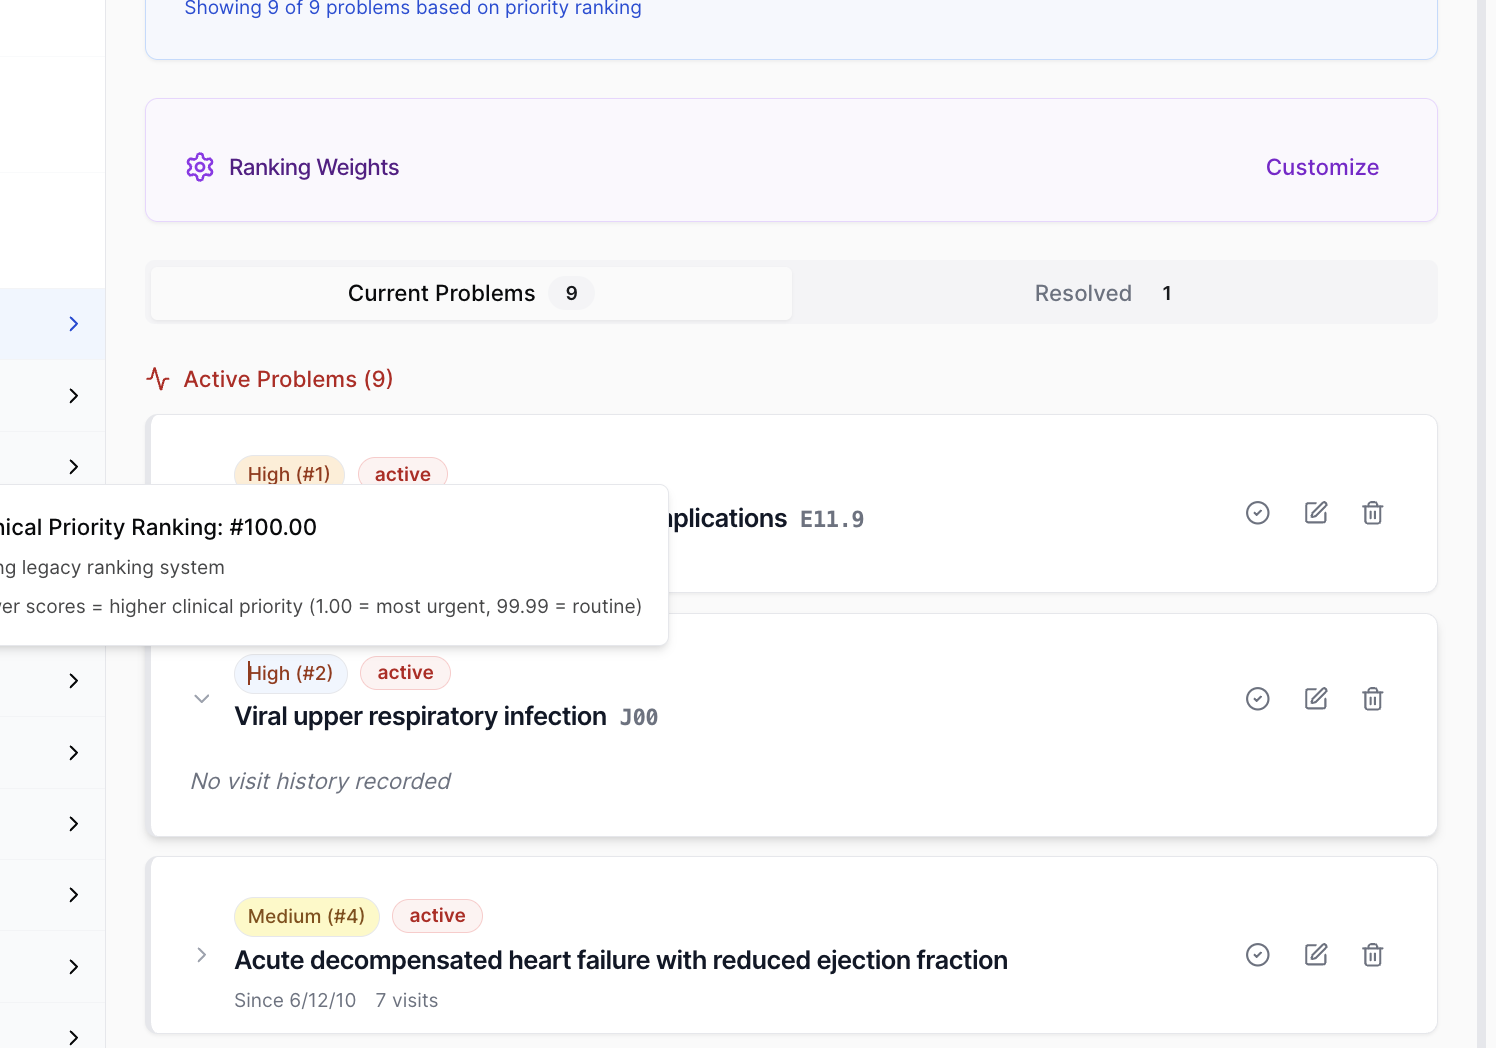 Showing 9 of 9 problems based on priority ranking
Ranking Weights
Customize
Current Problems 9
Resolved 1
Active Problems (9)
High (#1) active
E11.9
Priority Ranking: #100.00
legacy ranking system
scores = higher clinical priority (1.00 = most urgent, 99.99 = routine)
High (#2) active
Viral upper respiratory infection J00
No visit history recorded
Medium (#4) active
Acute decompensated heart failure with reduced ejection fraction
Since 6/12/10 7 visits